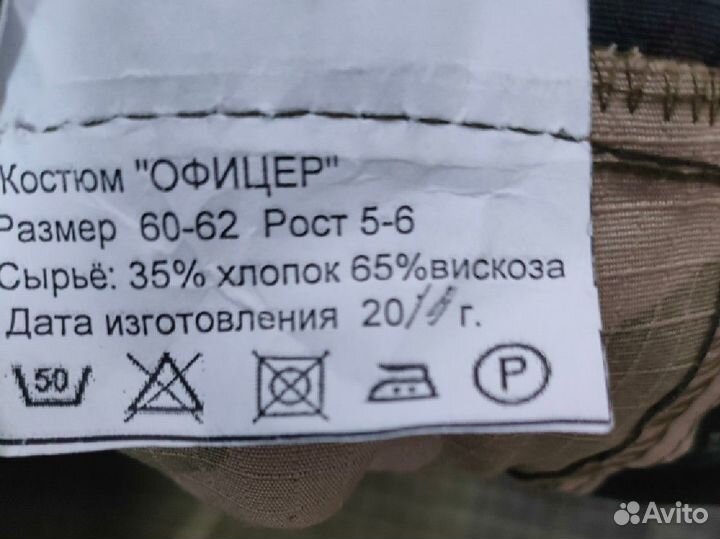 Костюм "ОФИЦЕР"
Размер 60-62 Рост 5-6
Сырьё: 35% хлопок 65%вискоза
Дата изготовления 20 г.
50
P
Avito